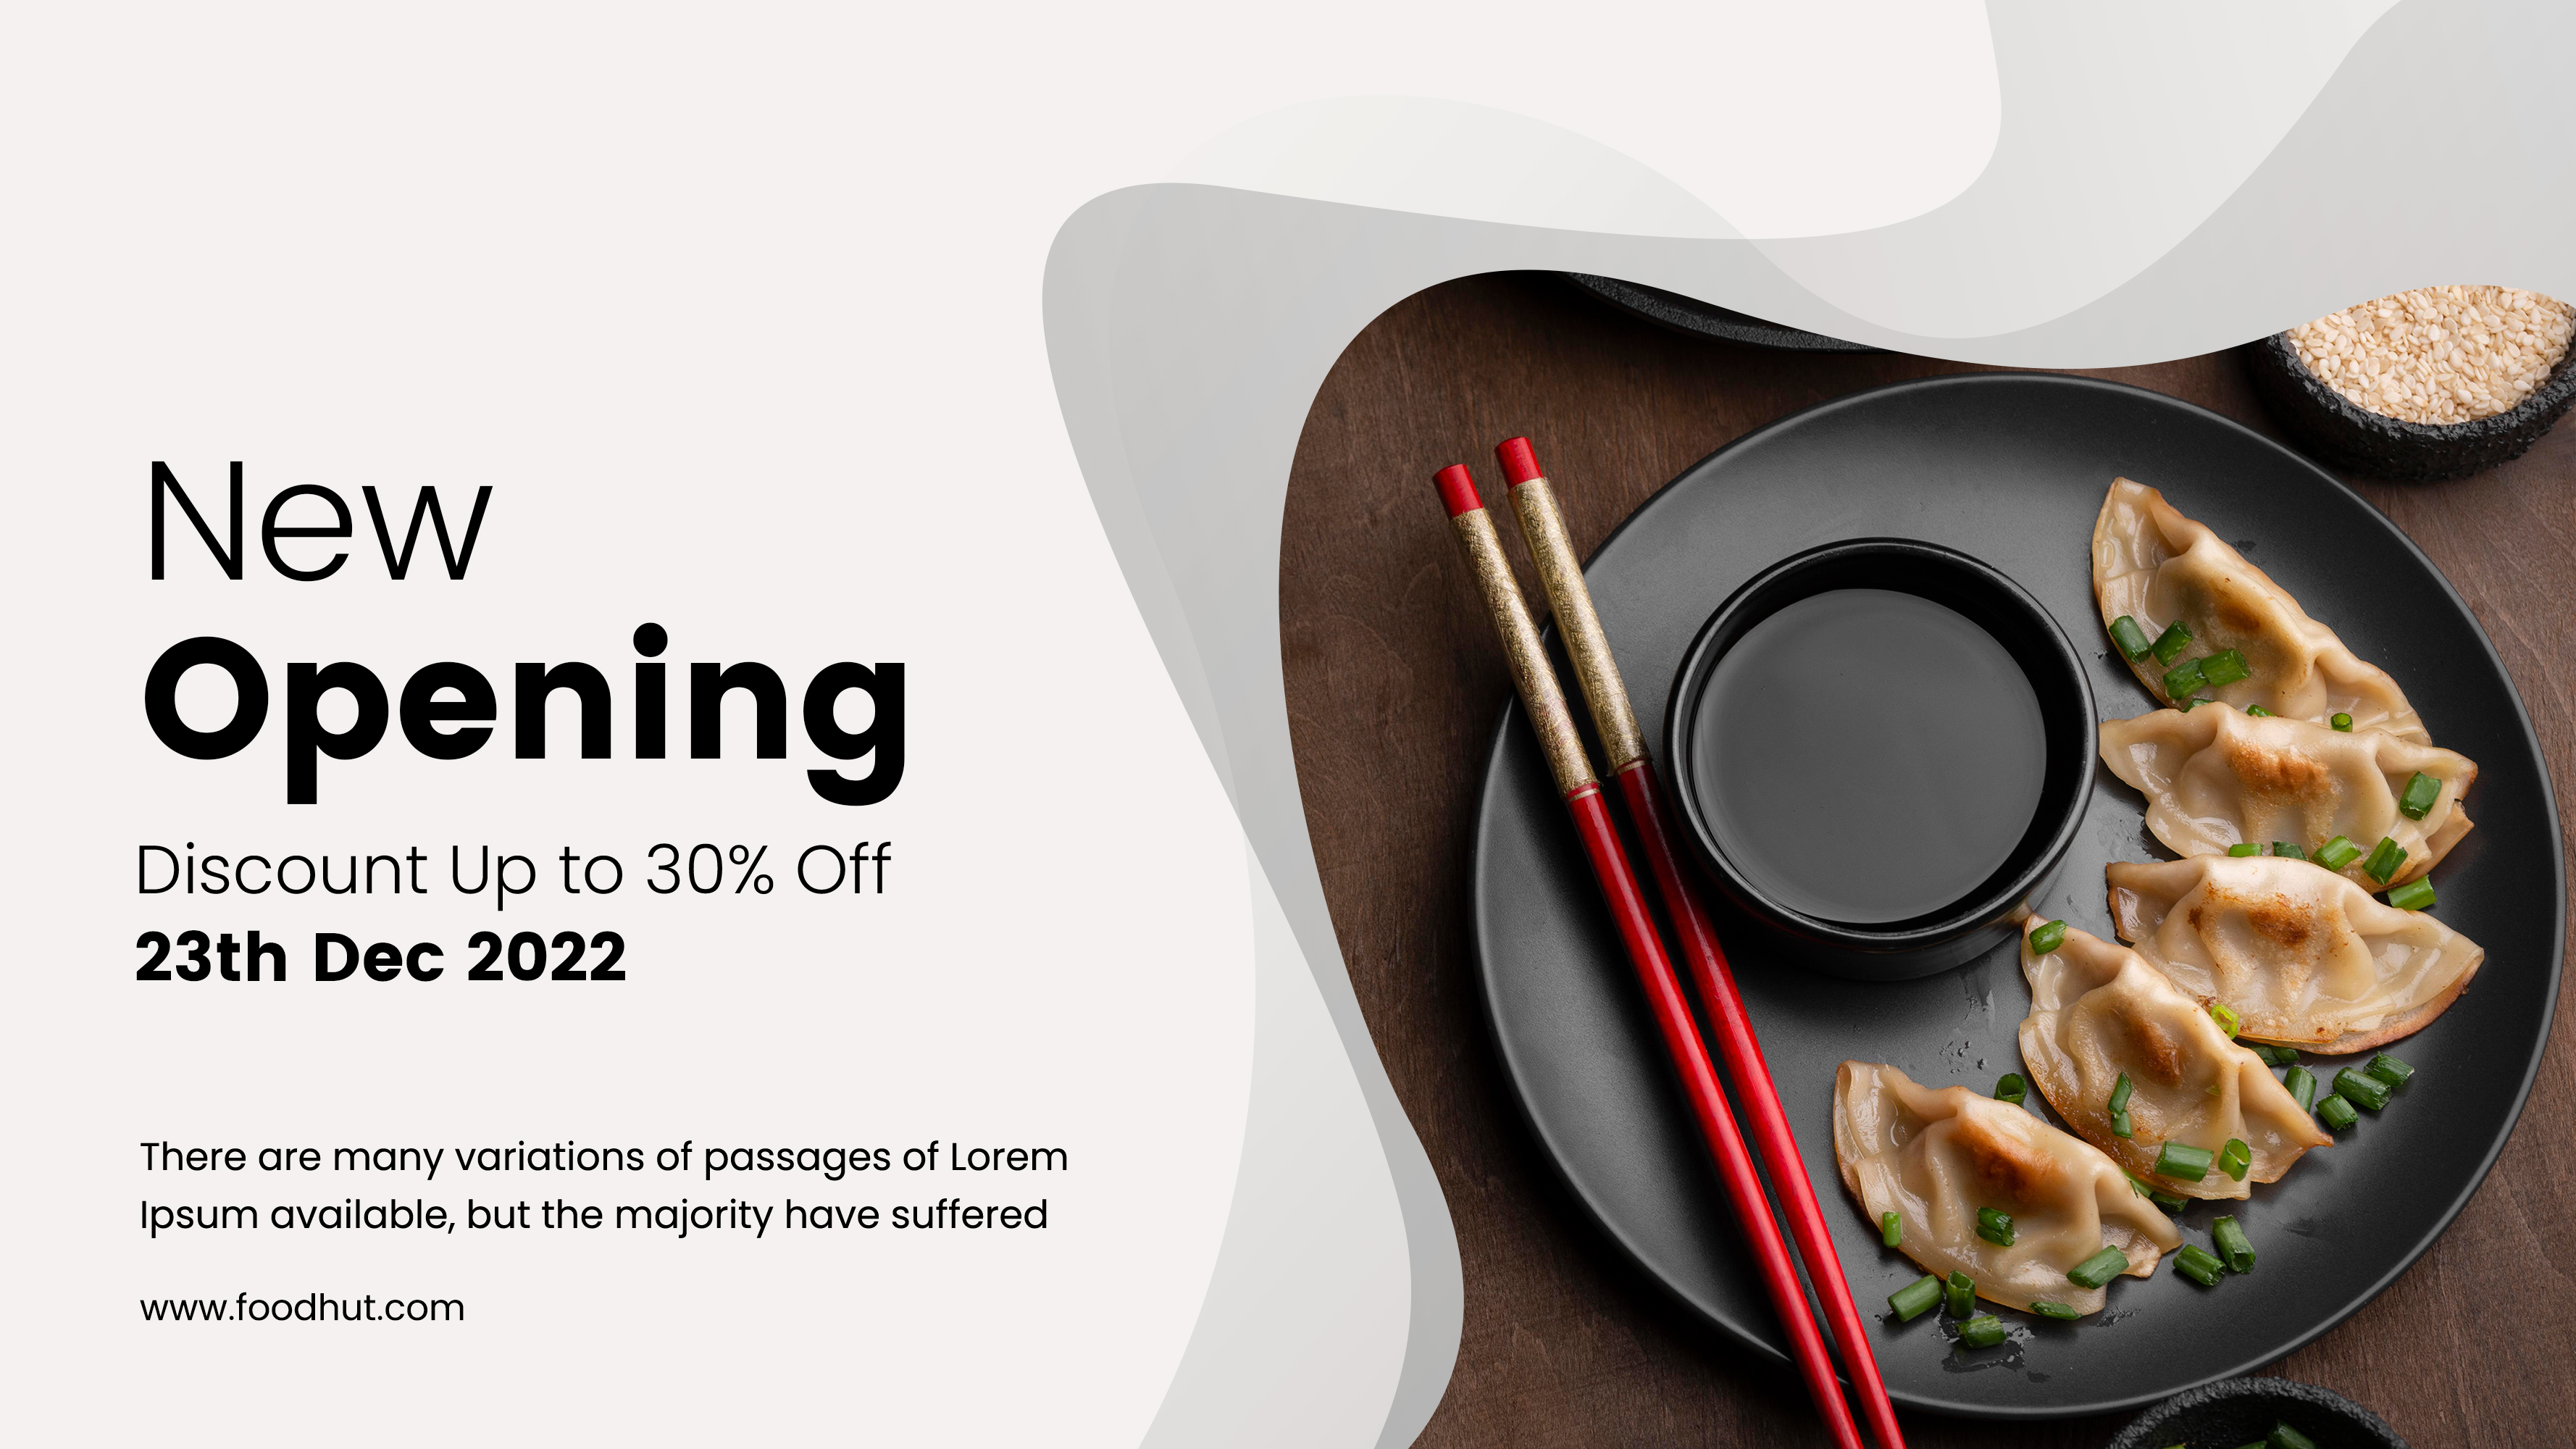 New
Opening
Discount Up to 30% Off
23th Dec 2022
There are many variations of passages of Lorem
Ipsum available, but the majority have suffered
www.foodhut.com